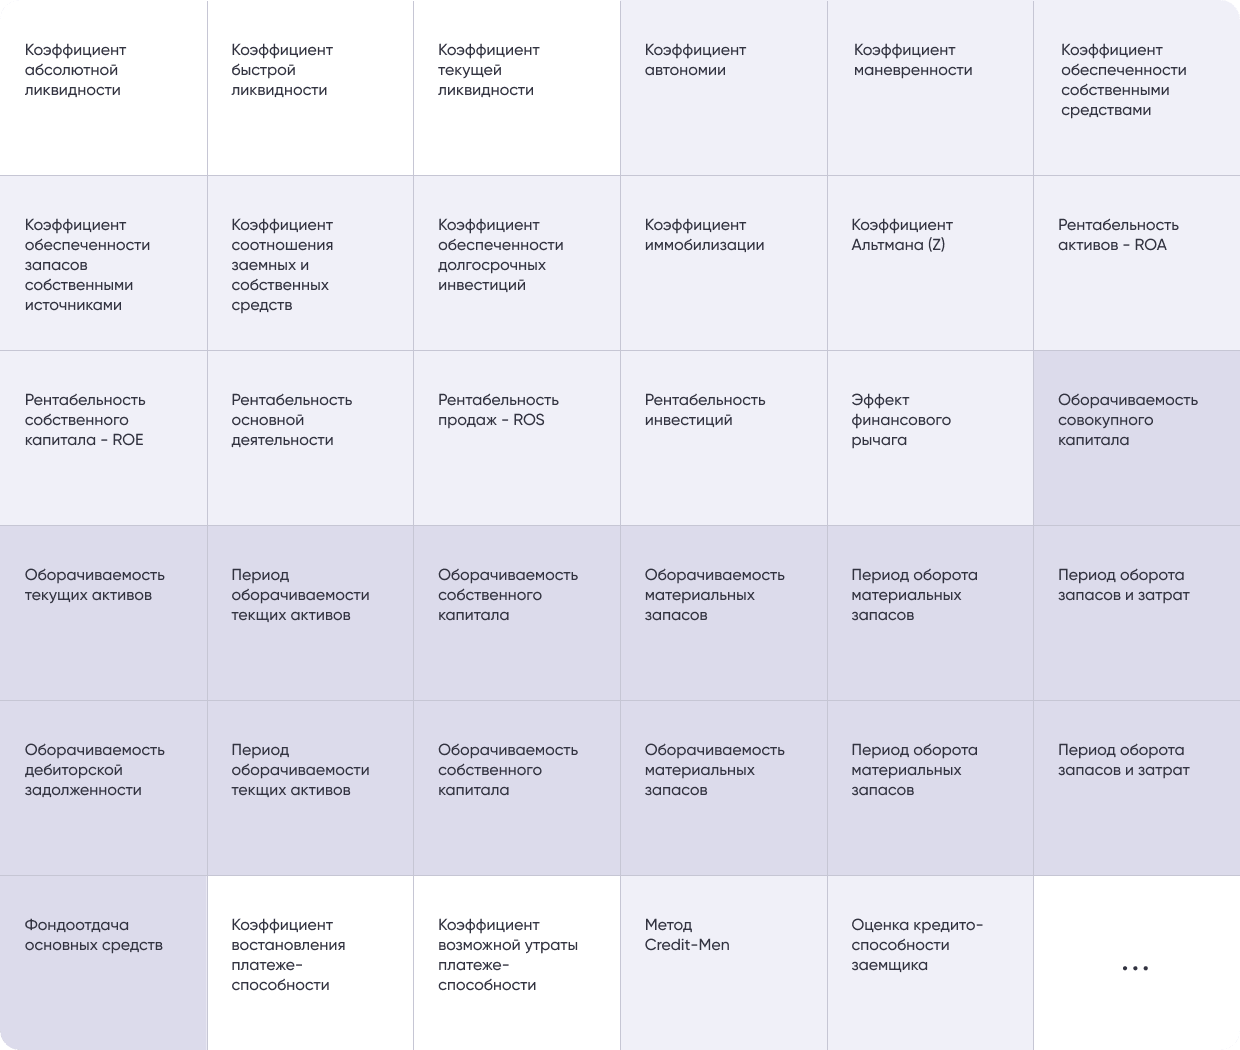 Коэффициент
абсолютной
ликвидности
Коэффициент
быстрой
ликвидности
Коэффициент
текущей
ликвидности
Коэффициент
автономии
Коэффициент
маневренности
Коэффициент
обеспеченности
собственными
средствами
Коэффициент
обеспеченности
запасов
собственными
источниками
Коэффициент
соотношения
заемных и
собственных
средств
Коэффициент
обеспеченности
долгосрочных
инвестиций
Коэффициент
иммобилизации
Коэффициент
Альтмана (Z)
Рентабельность
активов - ROA
Рентабельность
собственного
капитала - ROE
Рентабельность
основной
деятельности
Рентабельность
продаж - ROS
Рентабельность
инвестиций
Эффект
финансового
рычага
Оборачиваемость
совокупного
капитала
Оборачиваемость
текущих активов
Период
оборачиваемости
текщих активов
Оборачиваемость
собственного
капитала
Оборачиваемость
материальных
запасов
Период оборота
материальных
запасов
Период оборота
запасов и затрат
Оборачиваемость
дебиторской
задолженности
Период
оборачиваемости
текщих активов
Оборачиваемость
собственного
капитала
Оборачиваемость
материальных
запасов
Период оборота
материальных
запасов
Период оборота
запасов и затрат
Фондоотдача
основных средств
Коэффициент
востановления
платеже-
способности
Коэффициент
возможной утраты
платеже-
способности
Метод
Credit-Men
Оценка кредито-
способности
заемщика
...